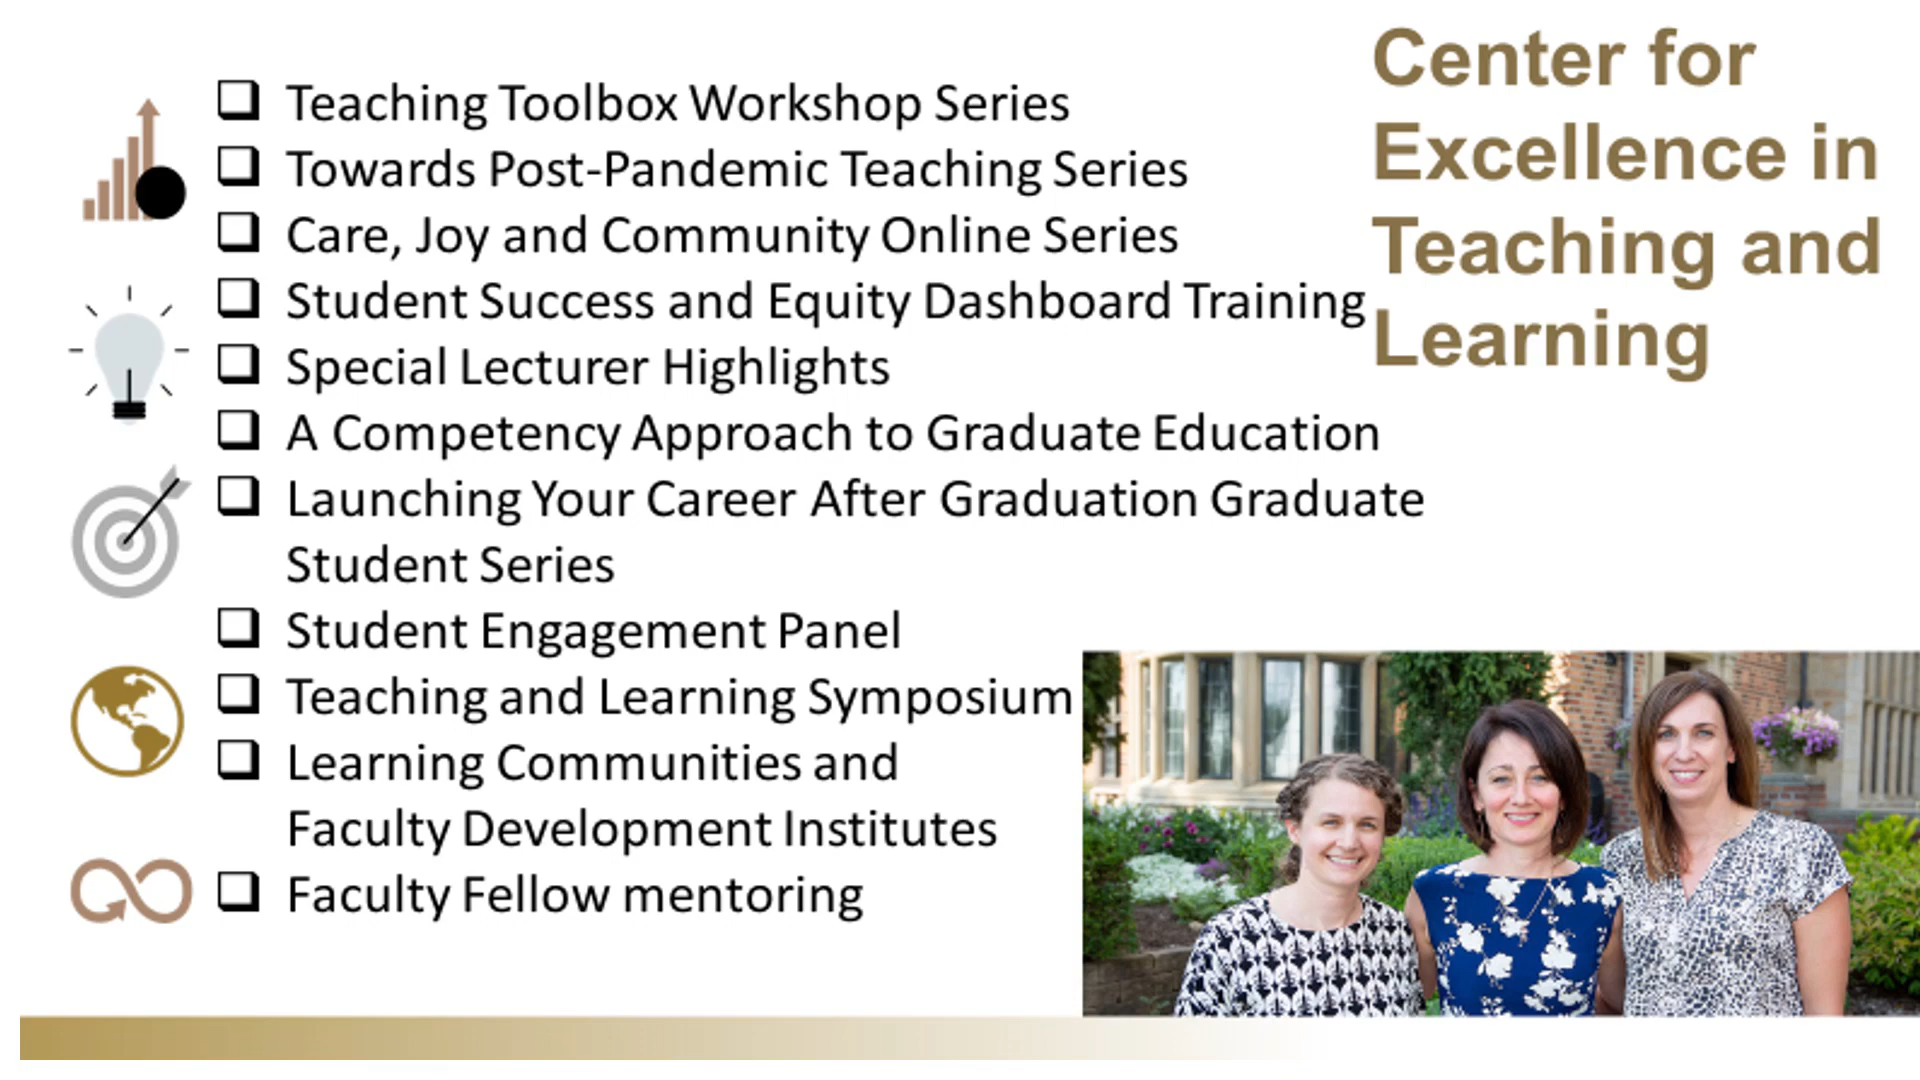 Center for
Excellence in
Teaching and
Learning
Teaching Toolbox Workshop Series
Towards Post-Pandemic Teaching Series
Care, Joy and Community Online Series
Student Success and Equity Dashboard Training
Special Lecturer Highlights
A Competency Approach to Graduate Education
Launching Your Career After Graduation Graduate
Student Series
Student Engagement Panel
Teaching and Learning Symposium
Learning Communities and
Faculty Development Institutes
Faculty Fellow mentoring